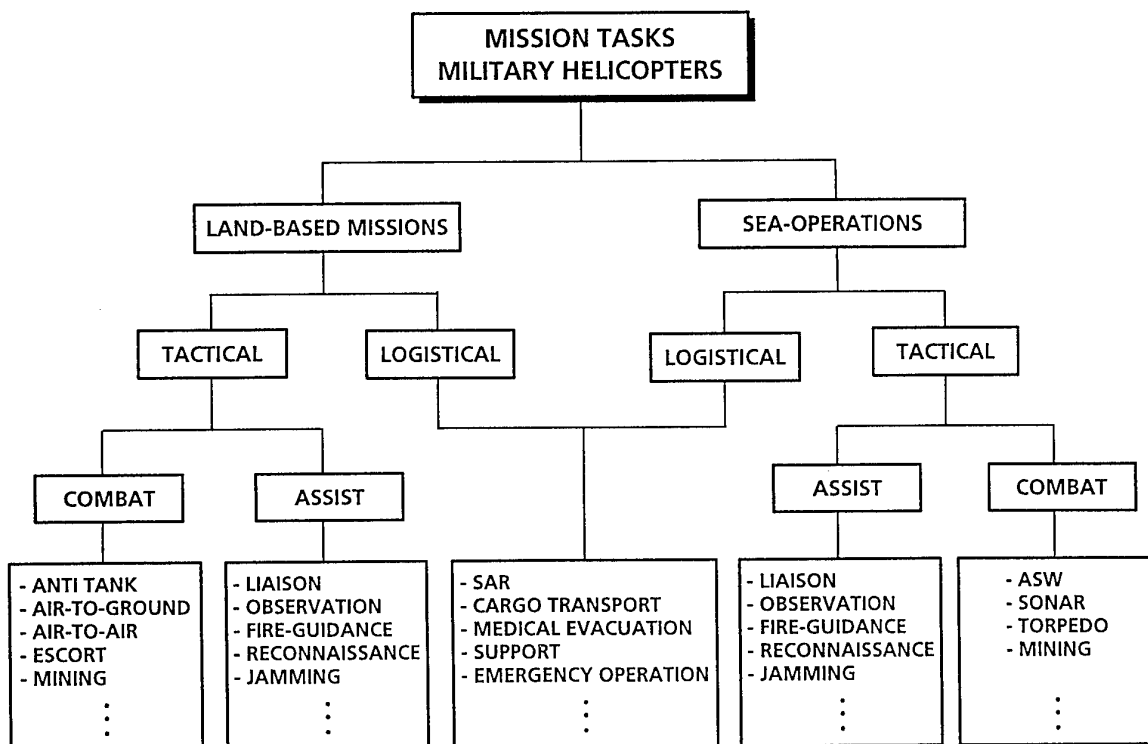 MISSION TASKS
MILITARY HELICOPTERS
LAND-BASED MISSIONS
SEA-OPERATIONS
TACTICAL
LOGISTICAL
LOGISTICAL
TACTICAL
COMBAT
ASSIST
ASSIST
COMBAT
- ANTI TANK
- AIR-TO-GROUND
- AIR-TO-AIR
- ESCORT
- MINING
- LIAISON
- OBSERVATION
- FIRE-GUIDANCE
- RECONNAISSANCE
- JAMMING
- SAR
- CARGO TRANSPORT
- MEDICAL EVACUATION
- SUPPORT
- EMERGENCY OPERATION
- LIAISON
- OBSERVATION
- FIRE-GUIDANCE
- RECONNAISSANCE
- JAMMING
- ASW
- SONAR
- TORPEDO
- MINING